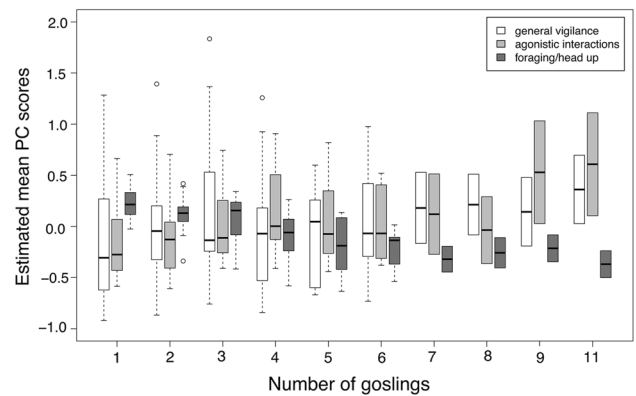 general vigilance
agonistic interactions
foraging/head up
Estimated mean PC scores
2.0
1.5
1.0
0.5
0.0
−0.5
−1.0
1 2 3 4 5 6 7 8 9 11
Number of goslings